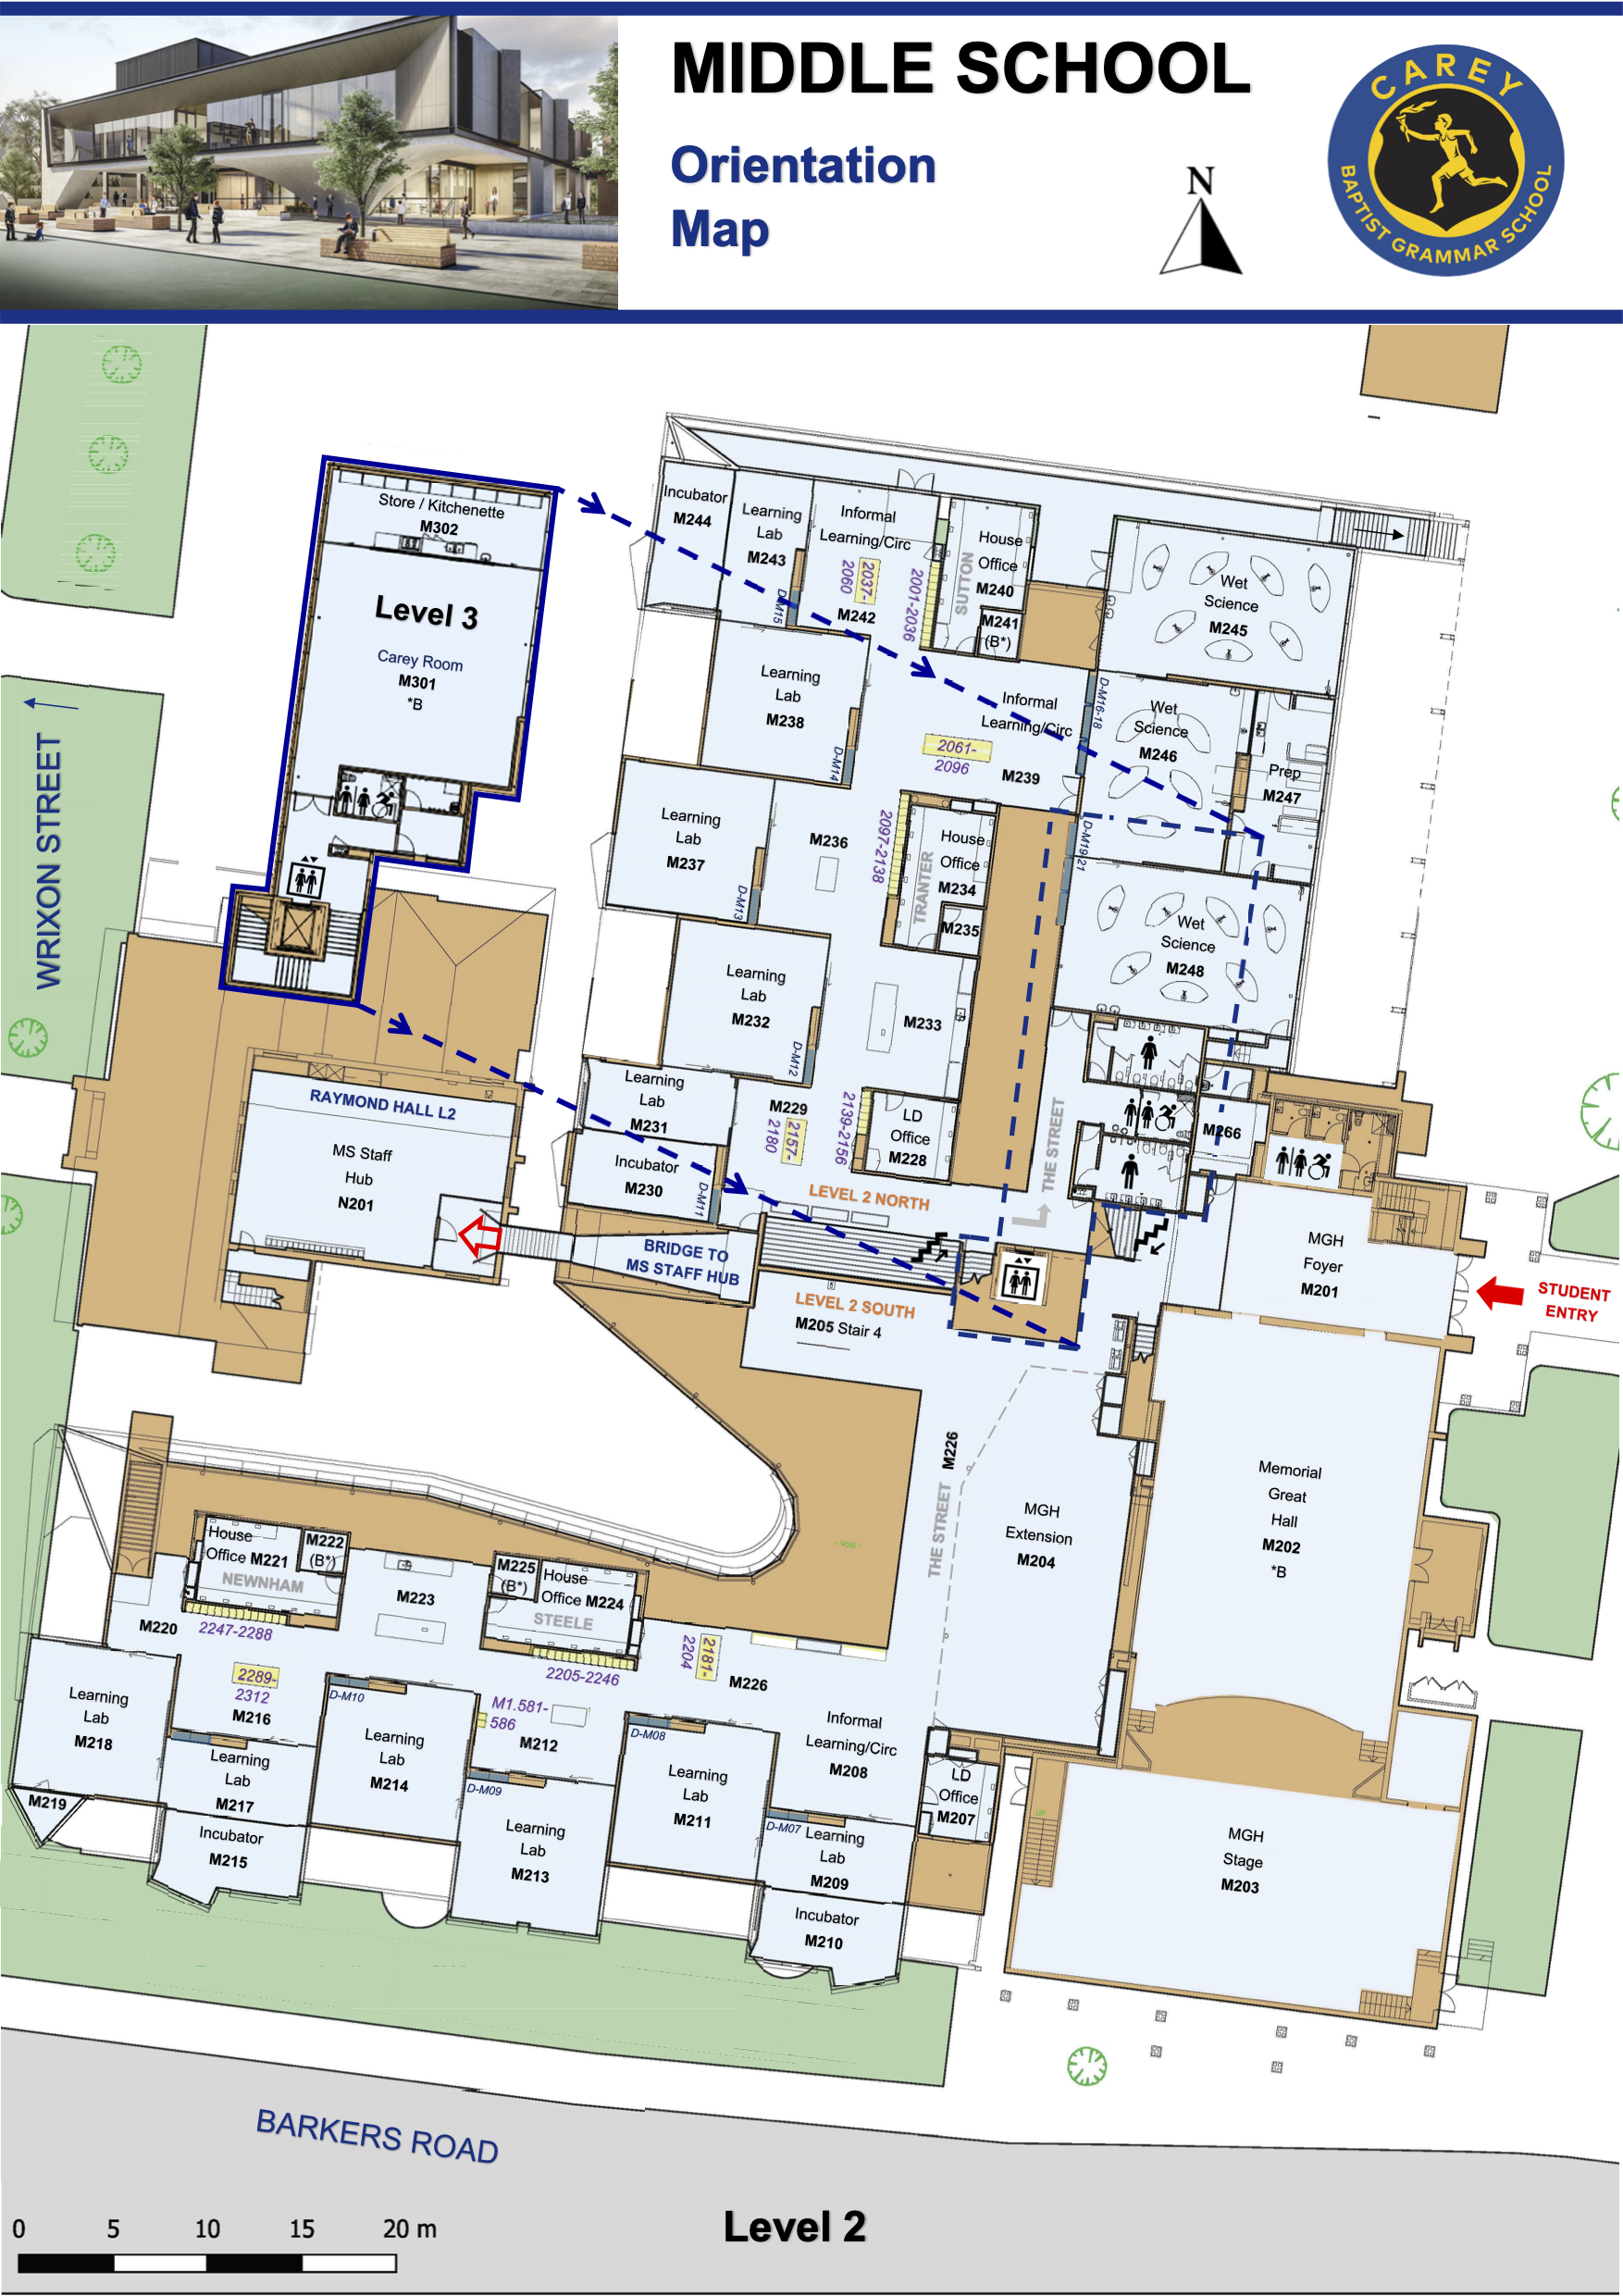 MIDDLE SCHOOL
Orientation
Map
N
CAREY
BAPTIST GRAMMAR SCHOOL
Store / Kitchenette
M302
Level 3
Carey Room
M301
*B
WRIXON STREET
Incubator
M244
Learning
Lab
M243
D-M15
Informal
Learning/Circ
2037-
2060
M242
2001-2036
SUTTON
House
Office
M240
M241
(B*)
Wet
Science
M245
Learning
Lab
M238
D-M14
Informal
Learning/Circ
2061-
2096
M239
D-M16-18
Wet
Science
M246
Prep
M247
Learning
Lab
M237
D-M13
M236
2097-2138
TRANTER
House
Office
M234
M235
D-M19-21
Wet
Science
M248
Learning
Lab
M232
D-M12
M233
RAYMOND HALL L2
MS Staff
Hub
N201
Learning
Lab
M231
Incubator
M230
D-M11
M229
2157-
2180
2139-2156
LD
Office
M228
THE STREET
M266
LEVEL 2 NORTH
BRIDGE TO
MS STAFF HUB
LEVEL 2 SOUTH
M205 Stair 4
MGH
Foyer
M201
STUDENT
ENTRY
THE STREET
M226
MGH
Extension
M204
Memorial
Great
Hall
M202
*B
- Void -
House
Office M221
NEWNHAM
M222
(B*)
M223
M225
(B*)
House
Office M224
STEELE
M220
2247-2288
2205-2246
2181-
2204
M226
2289-
2312
M216
D-M10
M1.581-
586
M212
D-M08
Informal
Learning/Circ
M208
Learning
Lab
M218
Learning
Lab
M217
Learning
Lab
M214
D-M09
Learning
Lab
M211
LD
Office
M207
M219
Incubator
M215
Learning
Lab
M213
D-M07
Learning
Lab
M209
Incubator
M210
UP
MGH
Stage
M203
BARKERS ROAD
0 5 10 15 20 m
Level 2